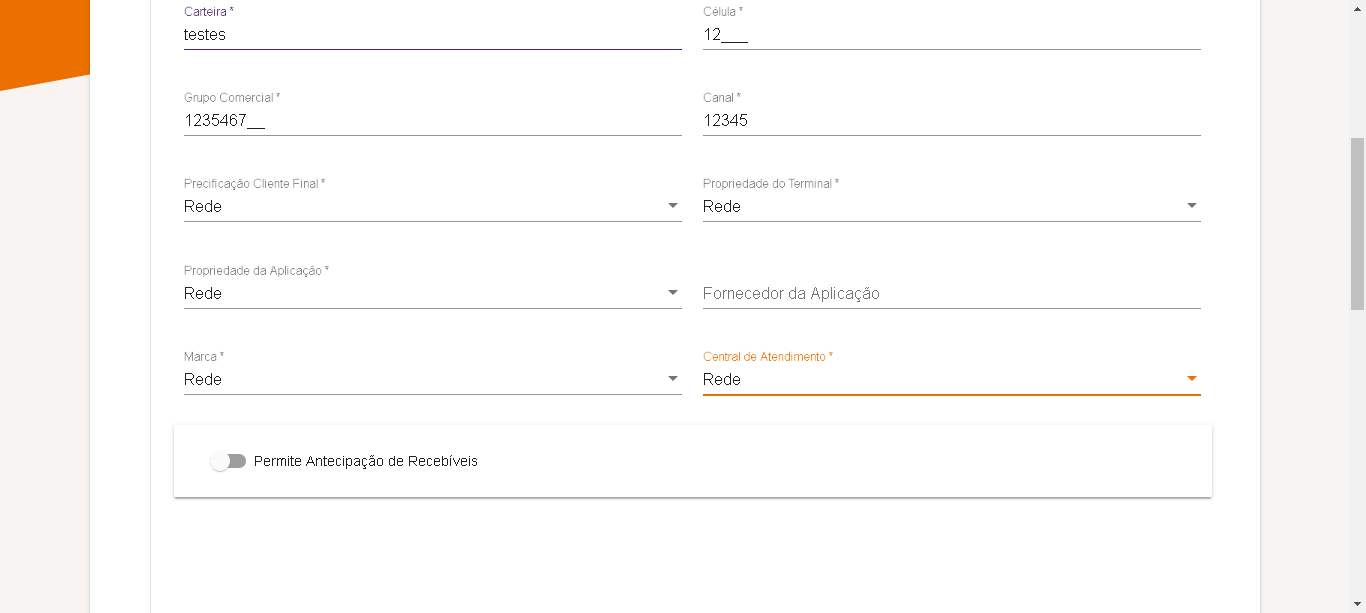 Carteira *
Célula *
testes
12___
Grupo Comercial *
Canal *
1235467__
12345
Precificação Cliente Final *
Propriedade do Terminal *
Rede
Rede
Propriedade da Aplicação *
Rede
Fornecedor da Aplicação
Marca *
Central de Atendimento *
Rede
Rede
Permite Antecipação de Recebíveis